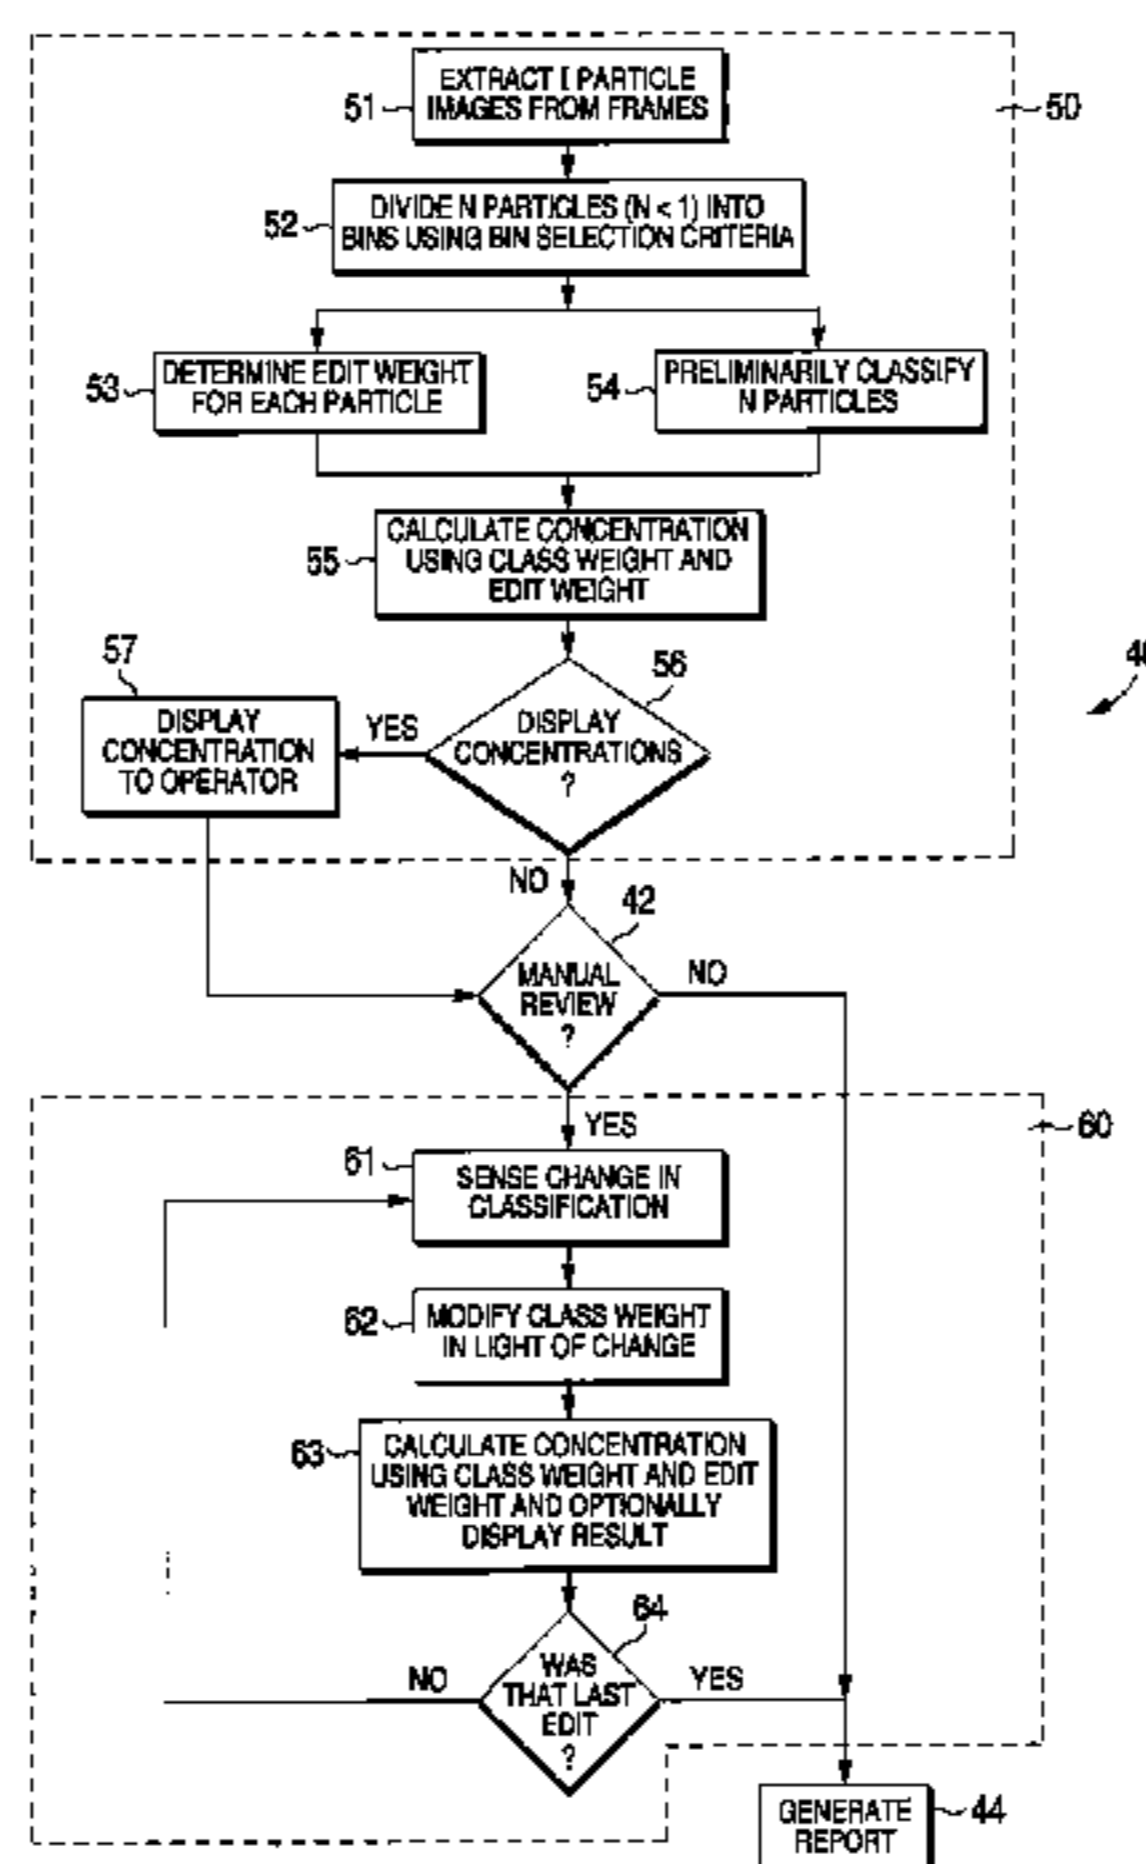 EXTRACT I PARTICLE
IMAGES FROM FRAMES
51
50
DIVIDE N PARTICLES (N < 1) INTO
BINS USING BIN SELECTION CRITERIA
52
DETERMINE EDIT WEIGHT
FOR EACH PARTICLE
53
PRELIMINARILY CLASSIFY
N PARTICLES
54
CALCULATE CONCENTRATION
USING CLASS WEIGHT AND
EDIT WEIGHT
55
57
56
DISPLAY
CONCENTRATION
TO OPERATOR
YES
DISPLAY
CONCENTRATIONS
?
NO
42
MANUAL
REVIEW
?
NO
YES
60
61
SENSE CHANGE IN
CLASSIFICATION
62
MODIFY CLASS WEIGHT
IN LIGHT OF CHANGE
63
CALCULATE CONCENTRATION
USING CLASS WEIGHT AND EDIT
WEIGHT AND OPTIONALLY
DISPLAY RESULT
64
NO
WAS
THAT LAST
EDIT
?
YES
GENERATE
REPORT
44